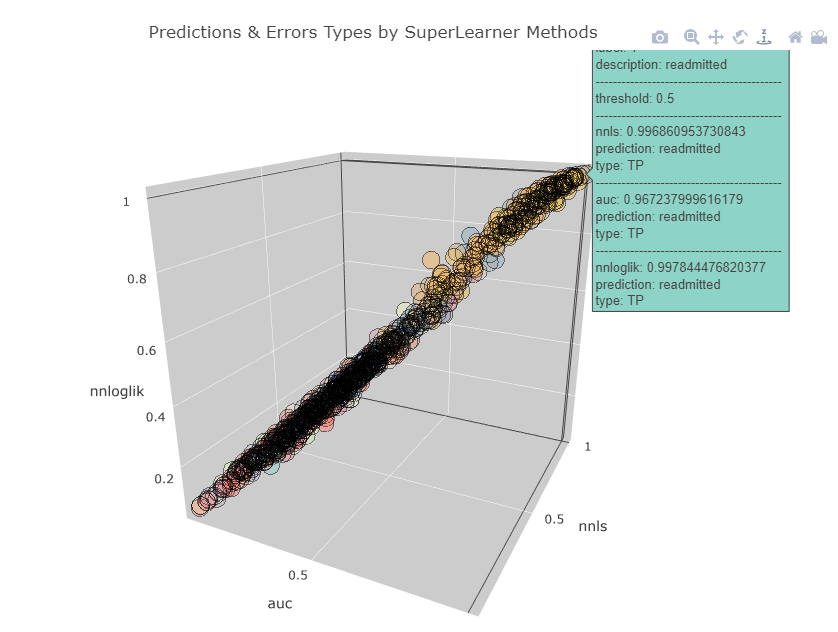 Predictions & Errors Types by SuperLearner Methods
description: readmitted
threshold: 0.5
nnls: 0.996860953730843
prediction: readmitted
type: TP
auc: 0.967237999616179
prediction: readmitted
type: TP
nnloglik: 0.997844476820377
prediction: readmitted
type: TP
1
0.8
0.6
nnloglik
0.4
0.2
0.5
auc
1
0.5
nnls